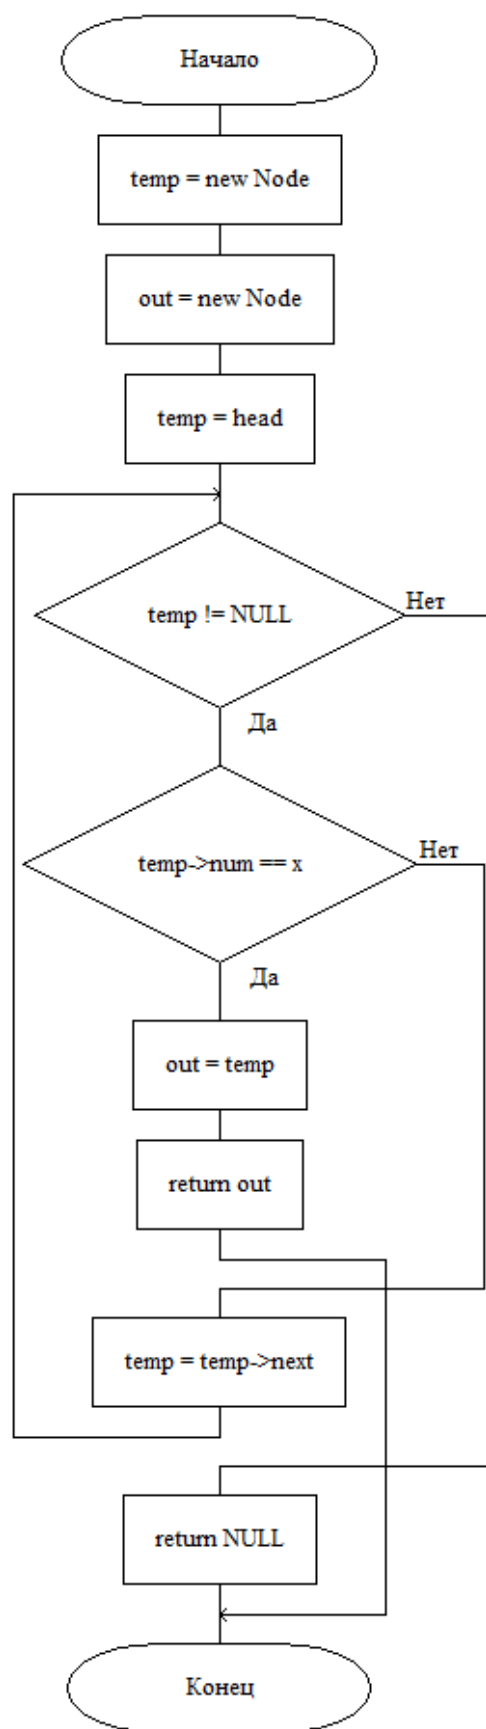 Начало
temp = new Node
out = new Node
temp = head
temp != NULL
Нет
Да
temp->num == x
Нет
Да
out = temp
return out
temp = temp->next
return NULL
Конец